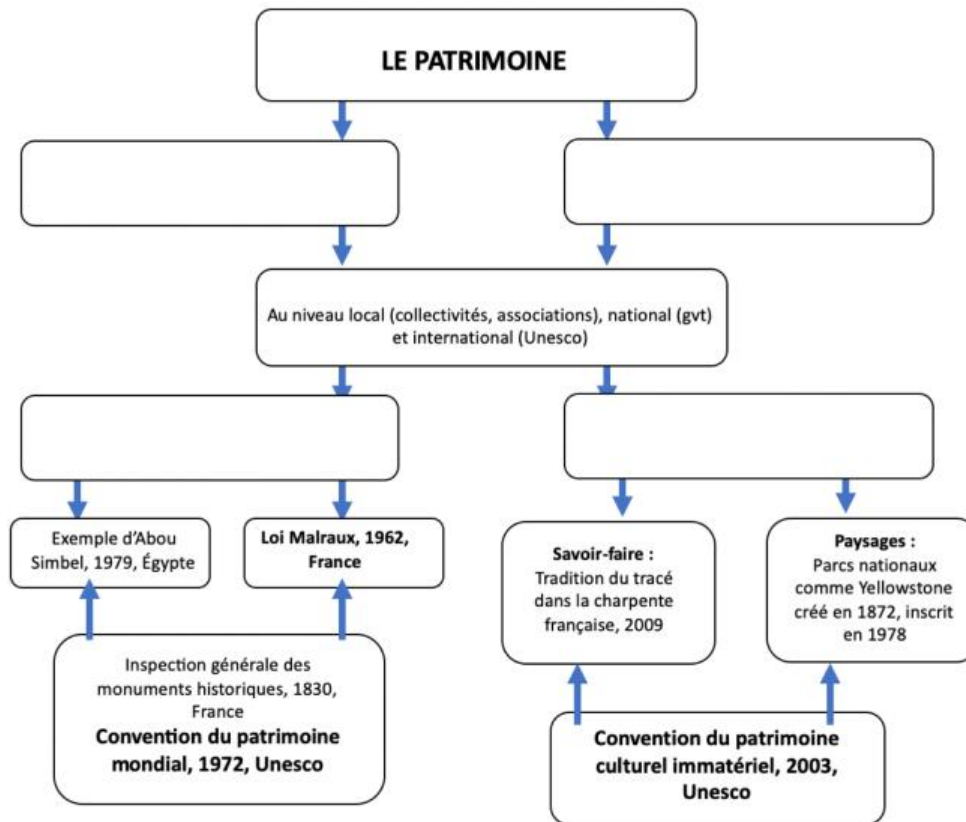 LE PATRIMOINE
Au niveau local (collectivités, associations), national (gvt)
et international (Unesco)
Exemple d’Abou
Simbel, 1979, Égypte
Loi Malraux, 1962,
France
Savoir-faire :
Tradition du tracé
dans la charpente
française, 2009
Paysages :
Parcs nationaux
comme Yellowstone
créé en 1872, inscrit
en 1978
Inspection générale des
monuments historiques, 1830,
France
Convention du patrimoine
mondial, 1972, Unesco
Convention du patrimoine
culturel immatériel, 2003,
Unesco